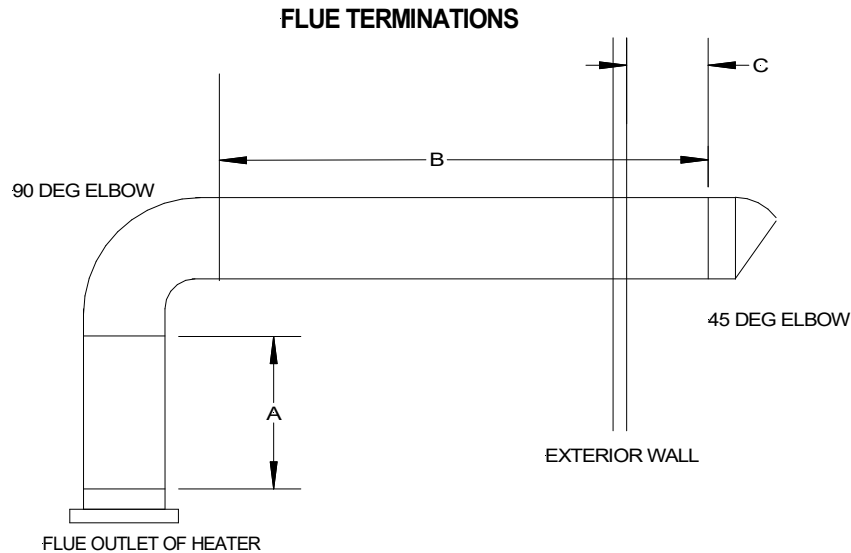 FLUE TERMINATIONS
C
B
90 DEG ELBOW
45 DEG ELBOW
A
EXTERIOR WALL
FLUE OUTLET OF HEATER